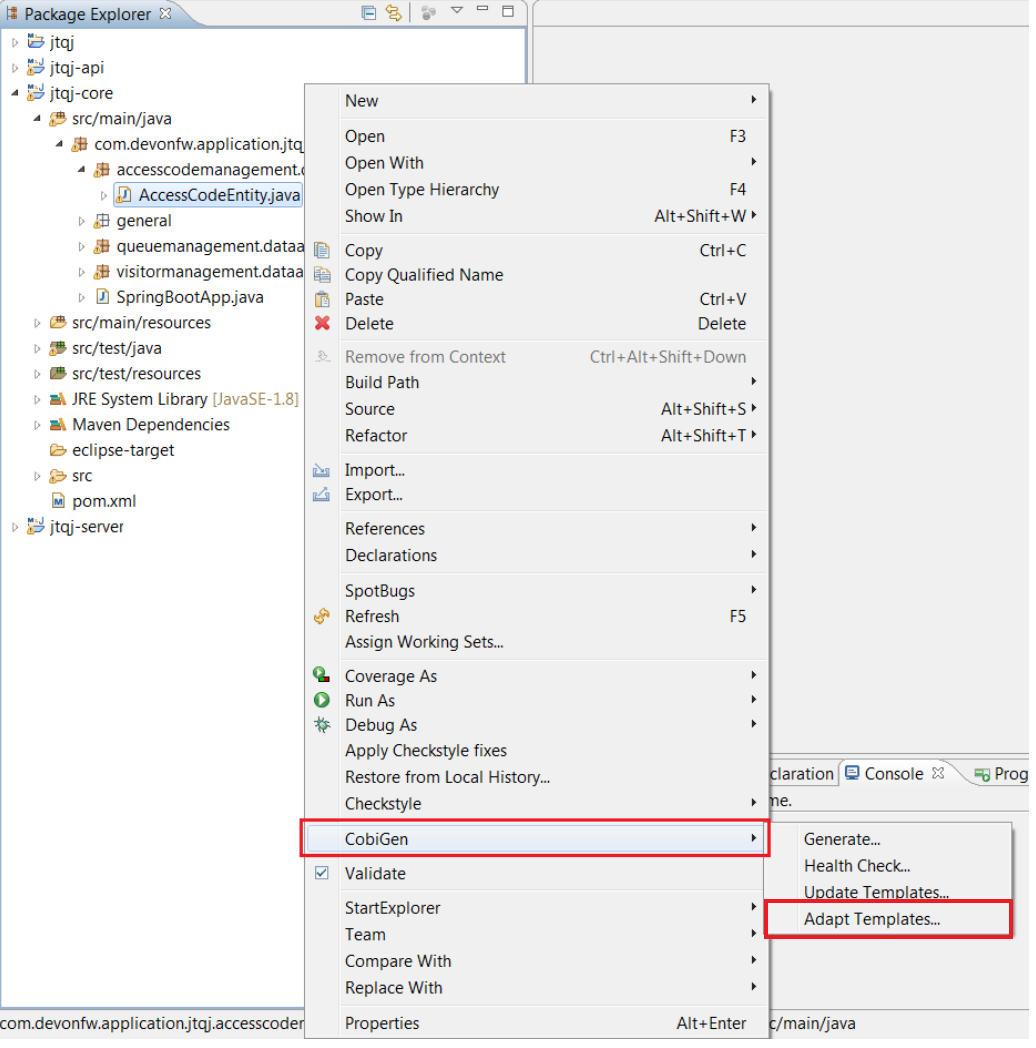 Package Explorer
jtqj
jtqj-api
jtqj-core
src/main/java
com.devonfw.application.jtq
accesscodemanagement.
AccessCodeEntity.java
general
queuemanagement.dataa
visitormanagement.dataa
SpringBootApp.java
src/main/resources
src/test/java
src/test/resources
JRE System Library [JavaSE-1.8]
Maven Dependencies
eclipse-target
src
pom.xml
jtqj-server
New
Open F3
Open With
Open Type Hierarchy F4
Show In Alt+Shift+W
Copy Ctrl+C
Copy Qualified Name
Paste Ctrl+V
Delete Delete
Remove from Context Ctrl+Alt+Shift+Down
Build Path
Source Alt+Shift+S
Refactor Alt+Shift+T
Import...
Export...
References
Declarations
SpotBugs
Refresh F5
Assign Working Sets...
Coverage As
Run As
Debug As
Apply Checkstyle fixes
Restore from Local History...
Checkstyle
CobiGen
Validate
StartExplorer
Team
Compare With
Replace With
Properties Alt+Enter
claration Console Prog
me.
Generate...
Health Check...
Update Templates...
Adapt Templates...
com.devonfw.application.jtqj.accesscoder c/main/java